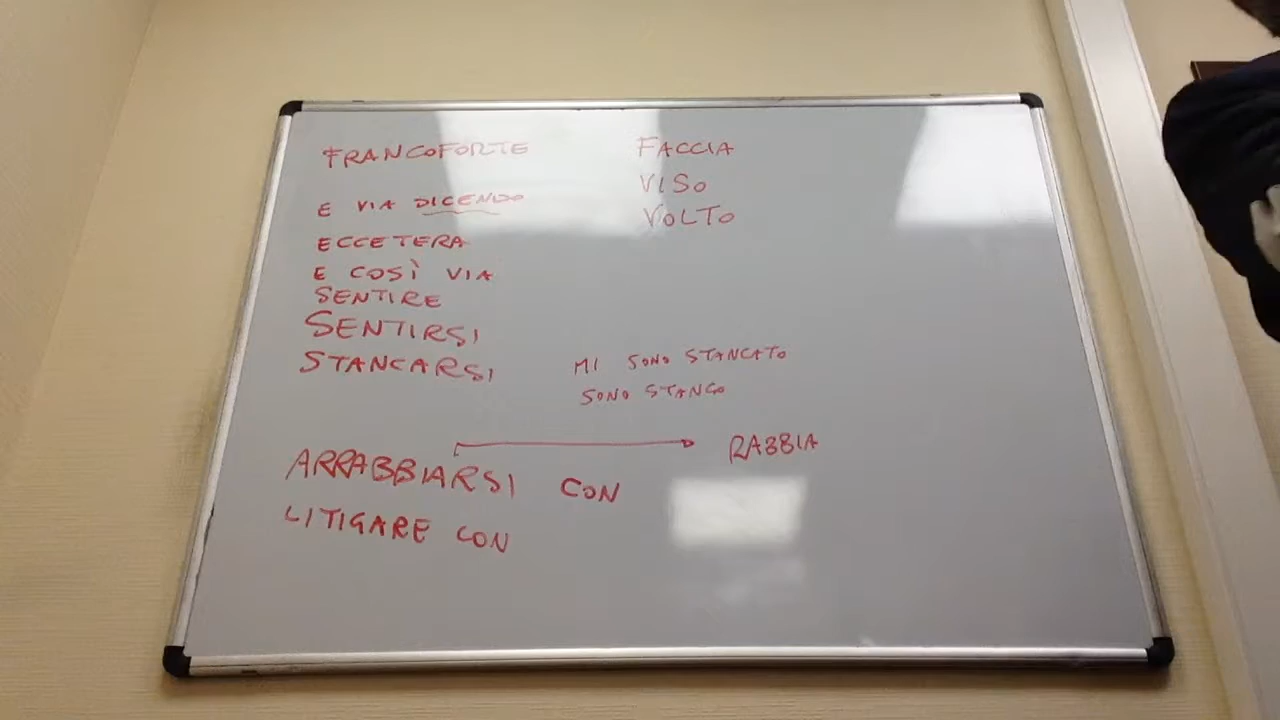 FRANCOFORTE
E VIA DICENDO
ECCETERA
E COSÌ VIA
SENTIRE
SENTIRSI
STANCARSI
FACCIA
VISO
VOLTO
MI SONO STANCATO
SONO STANCO
ARRABBIARSI CON
RABBIA
LITIGARE CON